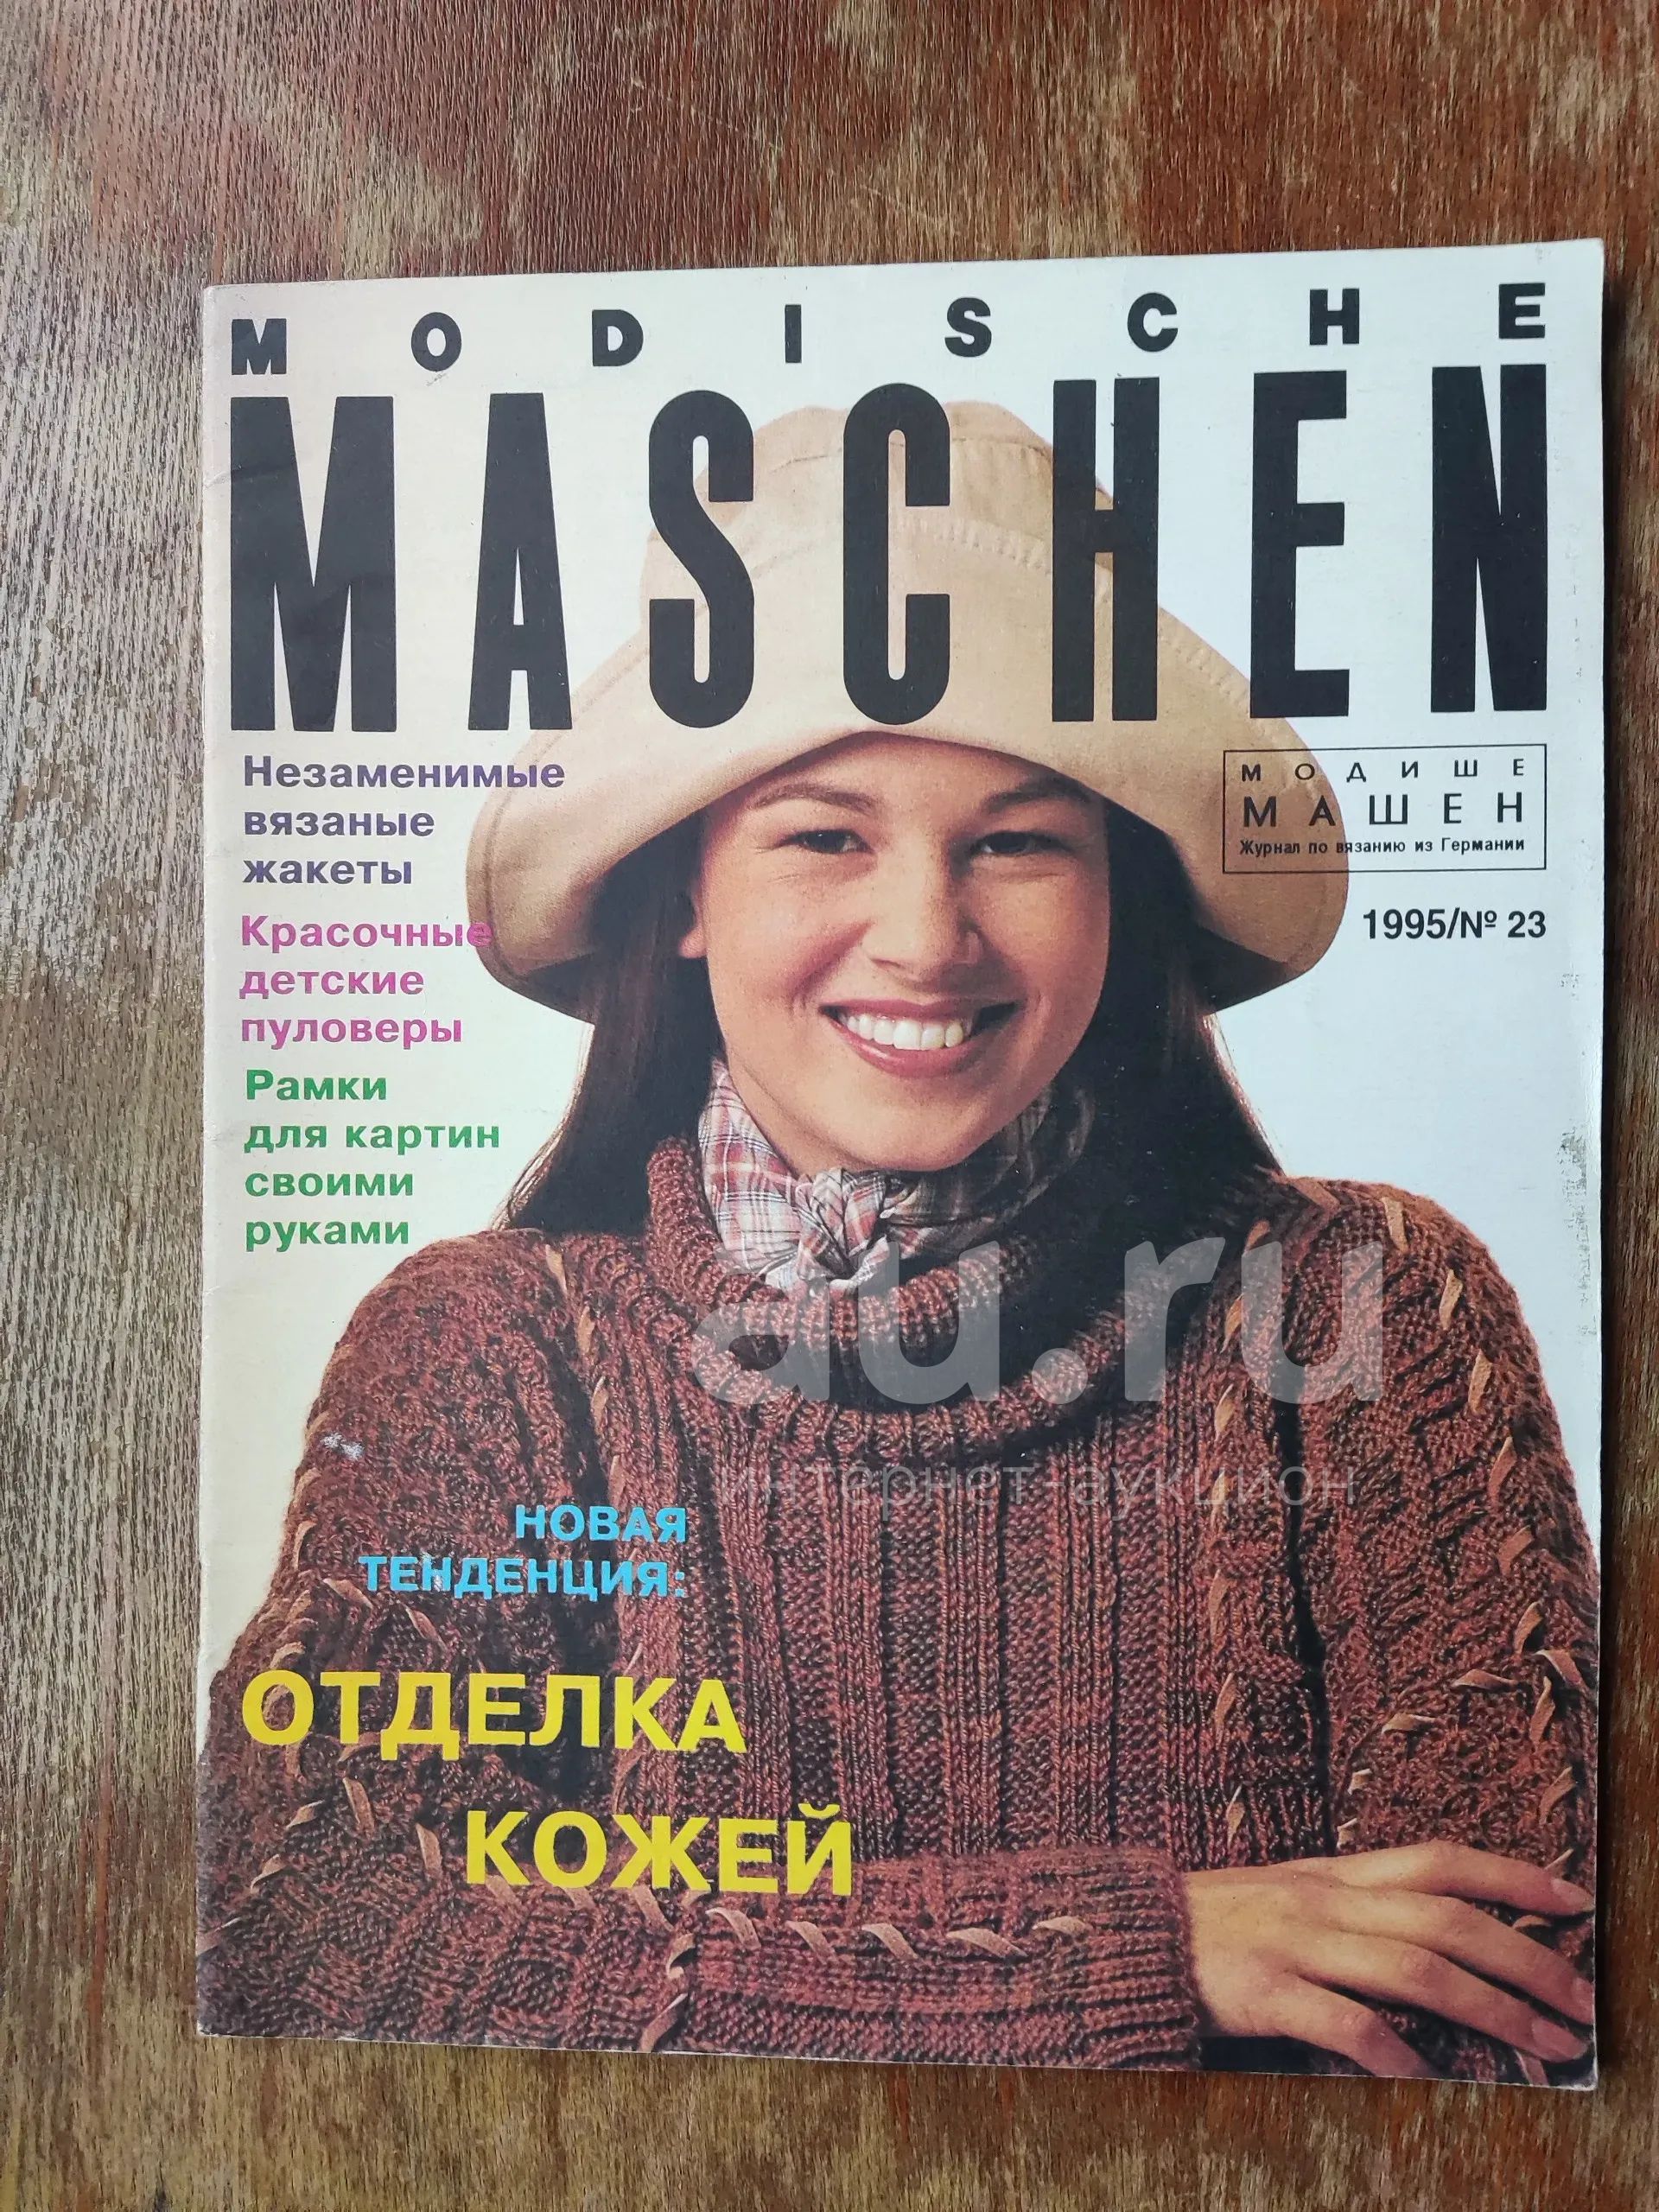 MODISCHE
MASCHEN
Незаменимые
вязаные
жакеты
МОДИШЕ
МАШЕН
Журнал по вязанию из Германии
1995/№ 23
Красочные
детские
пуловеры
Рамки
для картин
своими
руками
au.ru
интернет-аукцион
НОВАЯ
ТЕНДЕНЦИЯ:
ОТДЕЛКА
КОЖЕЙ